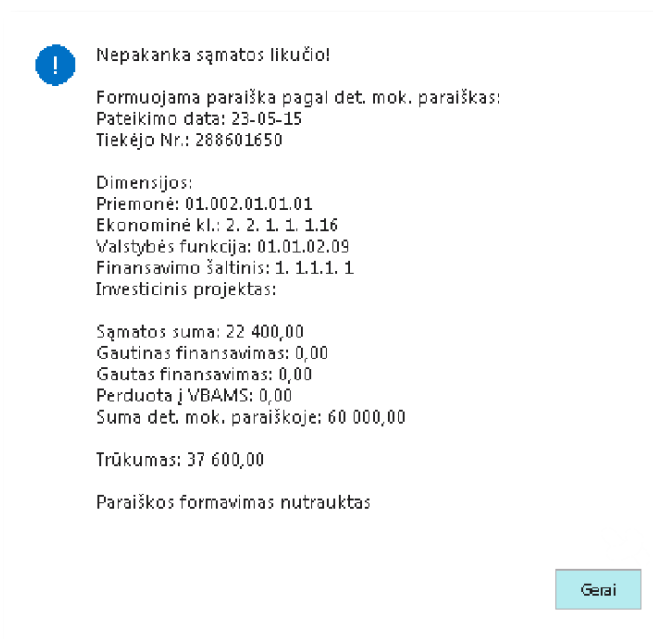 Nepakanka sąmatos likučio!
Formuojama paraiška pagal det. mok. paraiškas:
Pateikimo data: 23-05-15
Tiekėjo Nr.: 288601650
Dimensijos:
Priemonė: 01.002.01.01.01
Ekonominė kl.: 2. 2. 1. 1. 1.16
Valstybės funkcija: 01.01.02.09
Finansavimo šaltinis: 1. 1.1.1. 1
Investicinis projektas:
Sąmatos suma: 22 400,00
Gautinas finansavimas: 0,00
Gautas finansavimas: 0,00
Perduota į VBAMS: 0,00
Suma det. mok. paraiškoje: 60 000,00
Trūkumas: 37 600,00
Paraiškos formavimas nutrauktas
Gerai